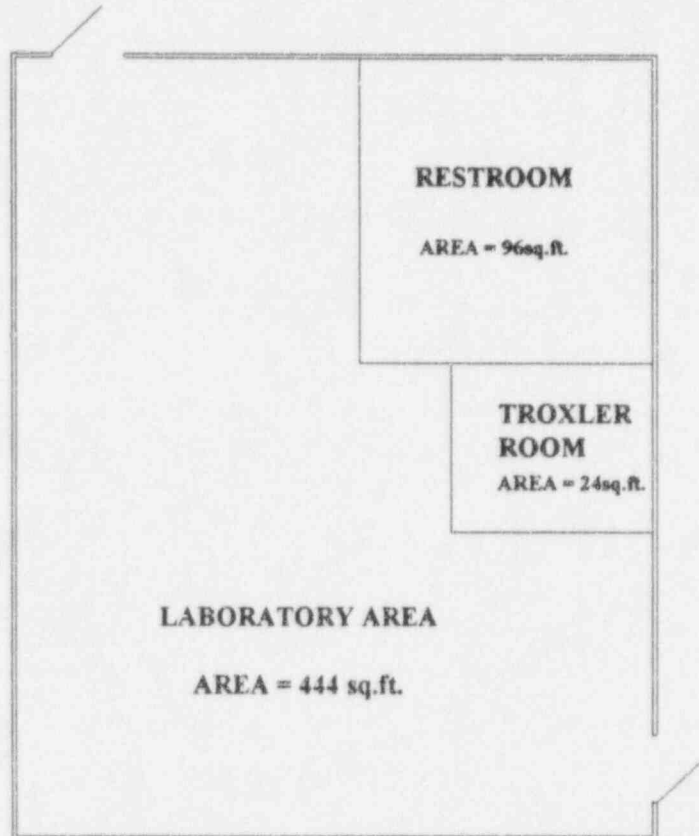 RESTROOM
AREA = 96sq.ft.
TROXLER
ROOM
AREA = 24sq.ft.
LABORATORY AREA
AREA = 444 sq.ft.